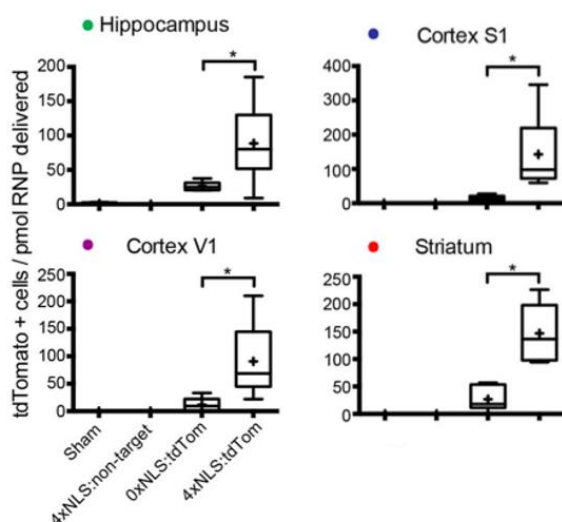 Hippocampus
*
200
150
100
50
0
Cortex S1
*
400
300
200
100
0
Cortex V1
*
250
200
150
100
50
0
Striatum
*
250
200
150
100
50
0
tdTomato + cells / pmol RNP delivered
Sham
4xNLS:non-target
0xNLS:tdTom
4xNLS:tdTom